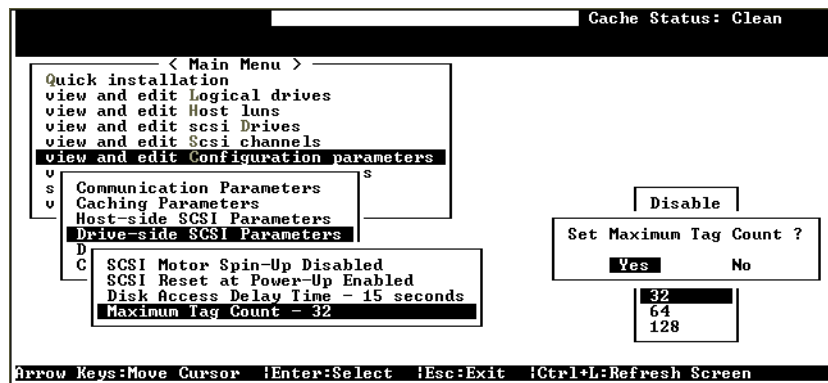 Cache Status: Clean
< Main Menu >
Quick installation
view and edit Logical drives
view and edit Host luns
view and edit scsi Drives
view and edit Scsi channels
view and edit Configuration parameters
v s
s Communication Parameters
v Caching Parameters
Host-side SCSI Parameters
Drive-side SCSI Parameters
D
C SCSI Motor Spin-Up Disabled
SCSI Reset at Power-Up Enabled
Disk Access Delay Time - 15 seconds
Maximum Tag Count - 32
Disable
Set Maximum Tag Count ?
Yes No
32
64
128
Arrow Keys:Move Cursor |Enter:Select |Esc:Exit |Ctrl+L:Refresh Screen